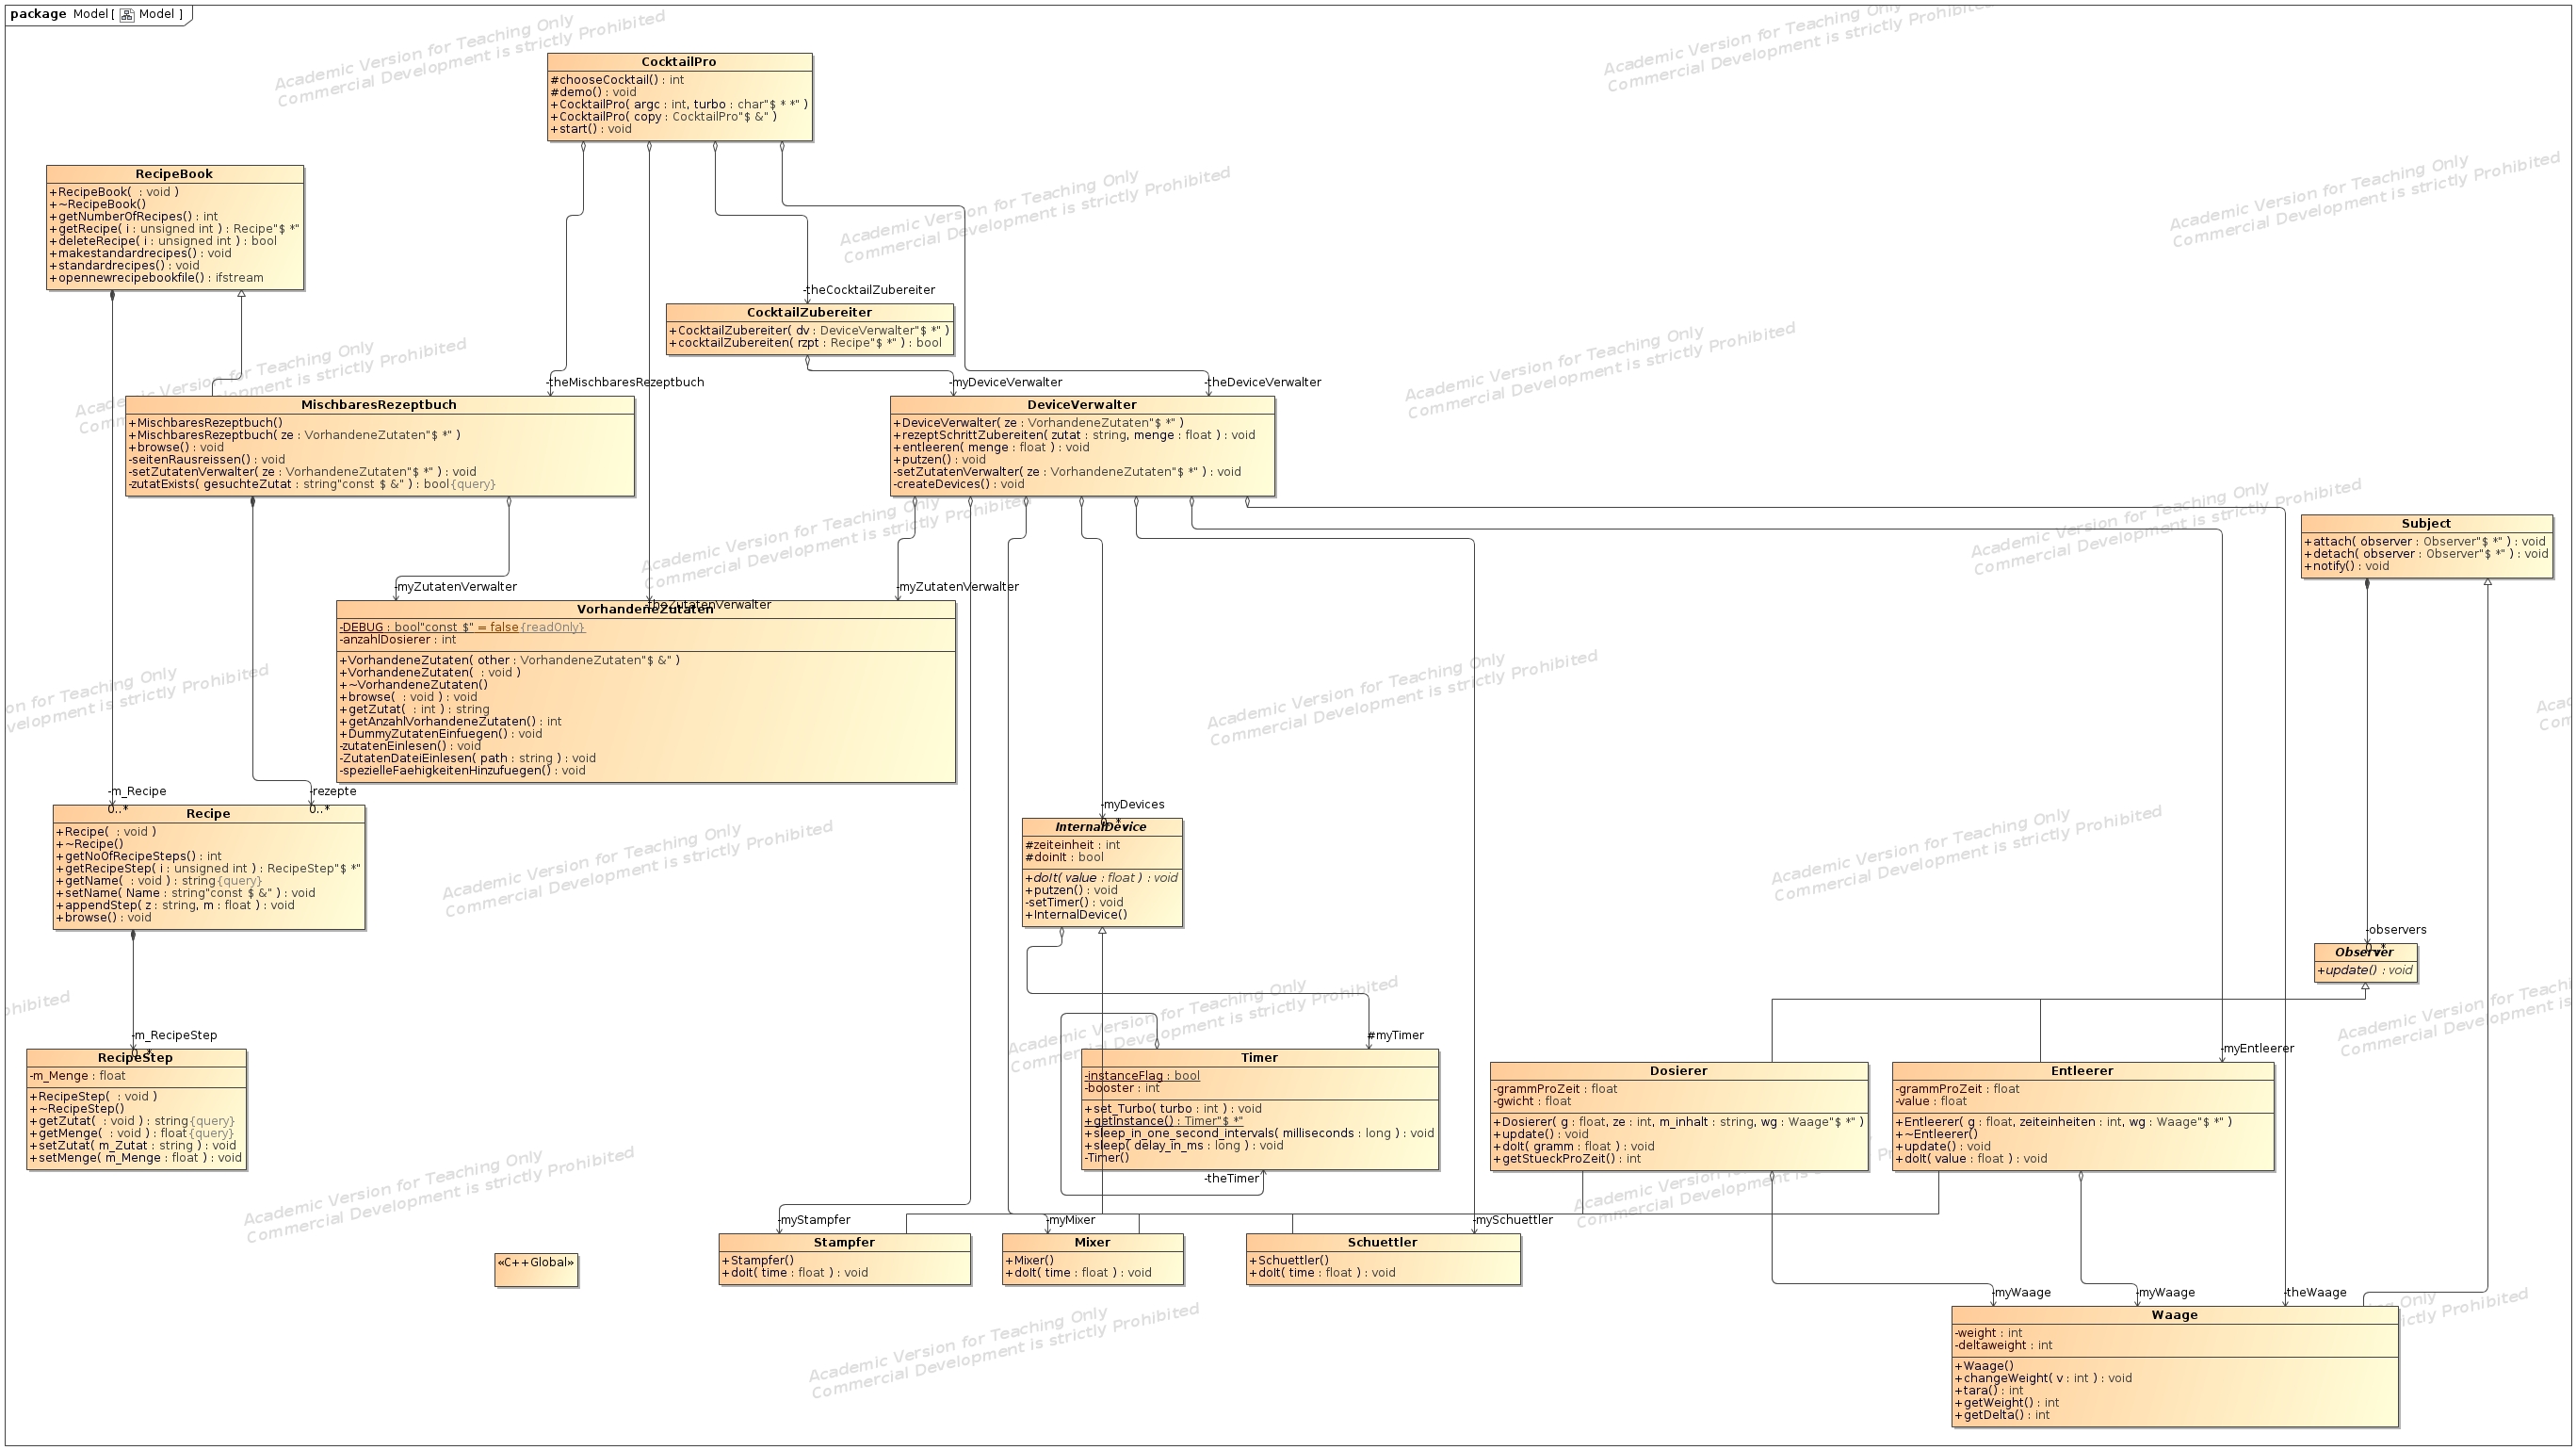 package Model [ Model ]
CocktailPro
#chooseCocktail() : int
#demo() : void
+CocktailPro( argc : int, turbo : char"$ * *" )
+CocktailPro( copy : CocktailPro"$ &" )
+start() : void
RecipeBook
+RecipeBook(  : void )
+~RecipeBook()
+getNumberOfRecipes() : int
+getRecipe( i : unsigned int ) : Recipe"$ *"
+deleteRecipe( i : unsigned int ) : bool
+makestandardrecipes() : void
+standardrecipes() : void
+opennewrecipebookfile() : ifstream
-theCocktailZubereiter
CocktailZubereiter
+CocktailZubereiter( dv : DeviceVerwalter"$ *" )
+cocktailZubereiten( rzpt : Recipe"$ *" ) : bool
-theMischbaresRezeptbuch
-myDeviceVerwalter
-theDeviceVerwalter
MischbaresRezeptbuch
+MischbaresRezeptbuch()
+MischbaresRezeptbuch( ze : VorhandeneZutaten"$ *" )
+browse() : void
-seitenRausreissen() : void
-setZutatenVerwalter( ze : VorhandeneZutaten"$ *" ) : void
-zutatExists( gesuchteZutat : string"const $ &" ) : bool{query}
DeviceVerwalter
+DeviceVerwalter( ze : VorhandeneZutaten"$ *" )
+rezeptSchrittZubereiten( zutat : string, menge : float ) : void
+entleeren( menge : float ) : void
+putzen() : void
-setZutatenVerwalter( ze : VorhandeneZutaten"$ *" ) : void
-createDevices() : void
Subject
+attach( observer : Observer"$ *" ) : void
+detach( observer : Observer"$ *" ) : void
+notify() : void
-myZutatenVerwalter
-myZutatenVerwalter
-theZutatenVerwalter
VorhandeneZutaten
-DEBUG : bool"const $" = false{readOnly}
-anzahlDosierer : int
+VorhandeneZutaten( other : VorhandeneZutaten"$ &" )
+VorhandeneZutaten(  : void )
+~VorhandeneZutaten()
+browse(  : void ) : void
+getZutat(  : int ) : string
+getAnzahlVorhandeneZutaten() : int
+DummyZutatenEinfuegen() : void
-zutatenEinlesen() : void
-ZutatenDateiEinlesen( path : string ) : void
-spezielleFaehigkeitenHinzufuegen() : void
-m_Recipe
0..*
-rezepte
0..*
Recipe
+Recipe(  : void )
+~Recipe()
+getNoOfRecipeSteps() : int
+getRecipeStep( i : unsigned int ) : RecipeStep"$ *"
+getName(  : void ) : string{query}
+setName( Name : string"const $ &" ) : void
+appendStep( z : string, m : float ) : void
+browse() : void
-myDevices
0..*
InternalDevice
#zeiteinheit : int
#doinIt : bool
+doIt( value : float ) : void
+putzen() : void
-setTimer() : void
+InternalDevice()
-observers
0..*
Observer
+update() : void
-m_RecipeStep
0..*
RecipeStep
-m_Menge : float
+RecipeStep(  : void )
+~RecipeStep()
+getZutat(  : void ) : string{query}
+getMenge(  : void ) : float{query}
+setZutat( m_Zutat : string ) : void
+setMenge( m_Menge : float ) : void
#myTimer
Timer
-instanceFlag : bool
-booster : int
+set_Turbo( turbo : int ) : void
+getInstance() : Timer"$ *"
+sleep_in_one_second_intervals( milliseconds : long ) : void
+sleep( delay_in_ms : long ) : void
-Timer()
-theTimer
Dosierer
-grammProZeit : float
-gwicht : float
+Dosierer( g : float, ze : int, m_inhalt : string, wg : Waage"$ *" )
+update() : void
+doIt( gramm : float ) : void
+getStueckProZeit() : int
-myEntleerer
Entleerer
-grammProZeit : float
-value : float
+Entleerer( g : float, zeiteinheiten : int, wg : Waage"$ *" )
+~Entleerer()
+update() : void
+doIt( value : float ) : void
«C++Global»
-myStampfer
Stampfer
+Stampfer()
+doIt( time : float ) : void
-myMixer
Mixer
+Mixer()
+doIt( time : float ) : void
-mySchuettler
Schuettler
+Schuettler()
+doIt( time : float ) : void
-myWaage
-myWaage
-theWaage
Waage
-weight : int
-deltaweight : int
+Waage()
+changeWeight( v : int ) : void
+tara() : int
+getWeight() : int
+getDelta() : int
Academic Version for Teaching Only
Commercial Development is strictly Prohibited